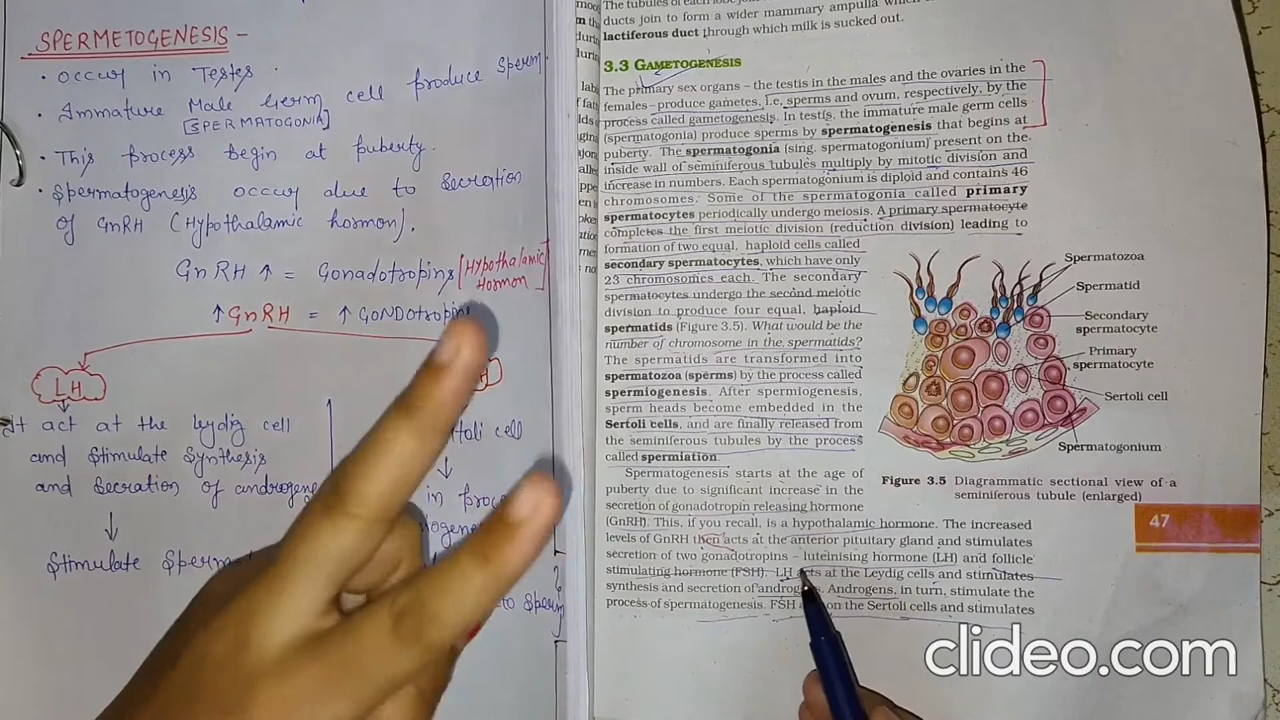 SPERMETOGENESIS -
· occur in Testes .
· Immature Male Germ cell produce Sperm.
[SPERMATOGONIA]
· This process begin at puberty.
· Spermatogenesis occur due to Secreation
of GnRH (Hypothalamic hormon).
GnRH ↑ = Gonadotropins [Hypothalamic
Hormon]
↑ GnRH = ↑ GONDOtropins
LH
It act at the leydig cell
and stimulate synthesis
and Secration of androgen
↓
Stimulate
cell
↓
in
to Sperm
The tubules of each lobe join
ducts join to form a wider mammary ampulla which
lactiferous duct through which milk is sucked out.
3.3 GAMETOGENESIS
The primary sex organs – the testis in the males and the ovaries in the
females – produce gametes, i.e, sperms and ovum, respectively, by the
process called gametogenesis. In testis, the immature male germ cells
(spermatogonia) produce sperms by spermatogenesis that begins at
puberty. The spermatogonia (sing. spermatogonium) present on the
inside wall of seminiferous tubules multiply by mitotic division and
increase in numbers. Each spermatogonium is diploid and contains 46
chromosomes. Some of the spermatogonia called primary
spermatocytes periodically undergo meiosis. A primary spermatocyte
completes the first meiotic division (reduction division) leading to
formation of two equal, haploid cells called
secondary spermatocytes, which have only
23 chromosomes each. The secondary
spermatocytes undergo the second meiotic
division to produce four equal, haploid
spermatids (Figure 3.5). What would be the
number of chromosome in the spermatids?
The spermatids are transformed into
spermatozoa (sperms) by the process called
spermiogenesis. After spermiogenesis,
sperm heads become embedded in the
Sertoli cells, and are finally released from
the seminiferous tubules by the process
called spermiation.
Spermatogenesis starts at the age of
puberty due to significant increase in the
secretion of gonadotropin releasing hormone
(GnRH). This, if you recall, is a hypothalamic hormone. The increased
levels of GnRH then acts at the anterior pituitary gland and stimulates
secretion of two gonadotropins – luteinising hormone (LH) and follicle
stimulating hormone (FSH). LH acts at the Leydig cells and stimulates
synthesis and secretion of androgens. Androgens, in turn, stimulate the
process of spermatogenesis. FSH on the Sertoli cells and stimulates
Spermatozoa
Spermatid
Secondary
spermatocyte
Primary
spermatocyte
Sertoli cell
Spermatogonium
Figure 3.5 Diagrammatic sectional view of a
seminiferous tubule (enlarged)
47
clideo.com